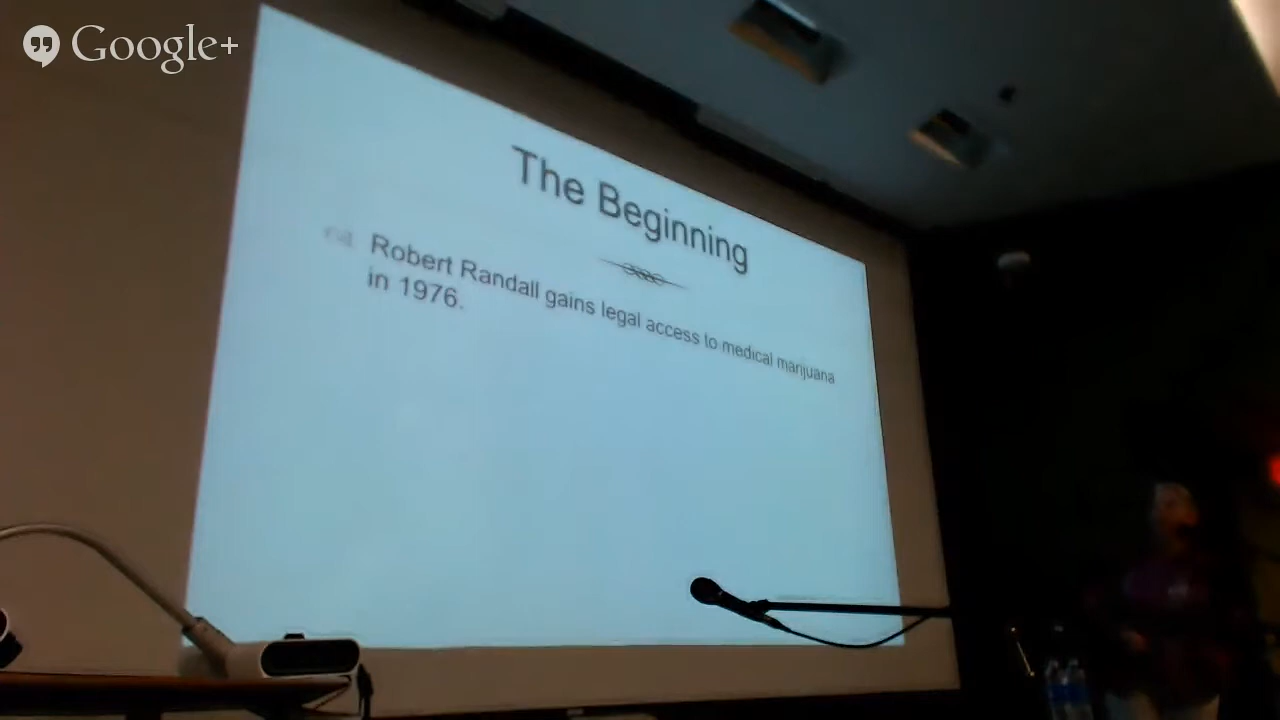 Google+
The Beginning
Robert Randall gains legal access to medical marijuana
in 1976.